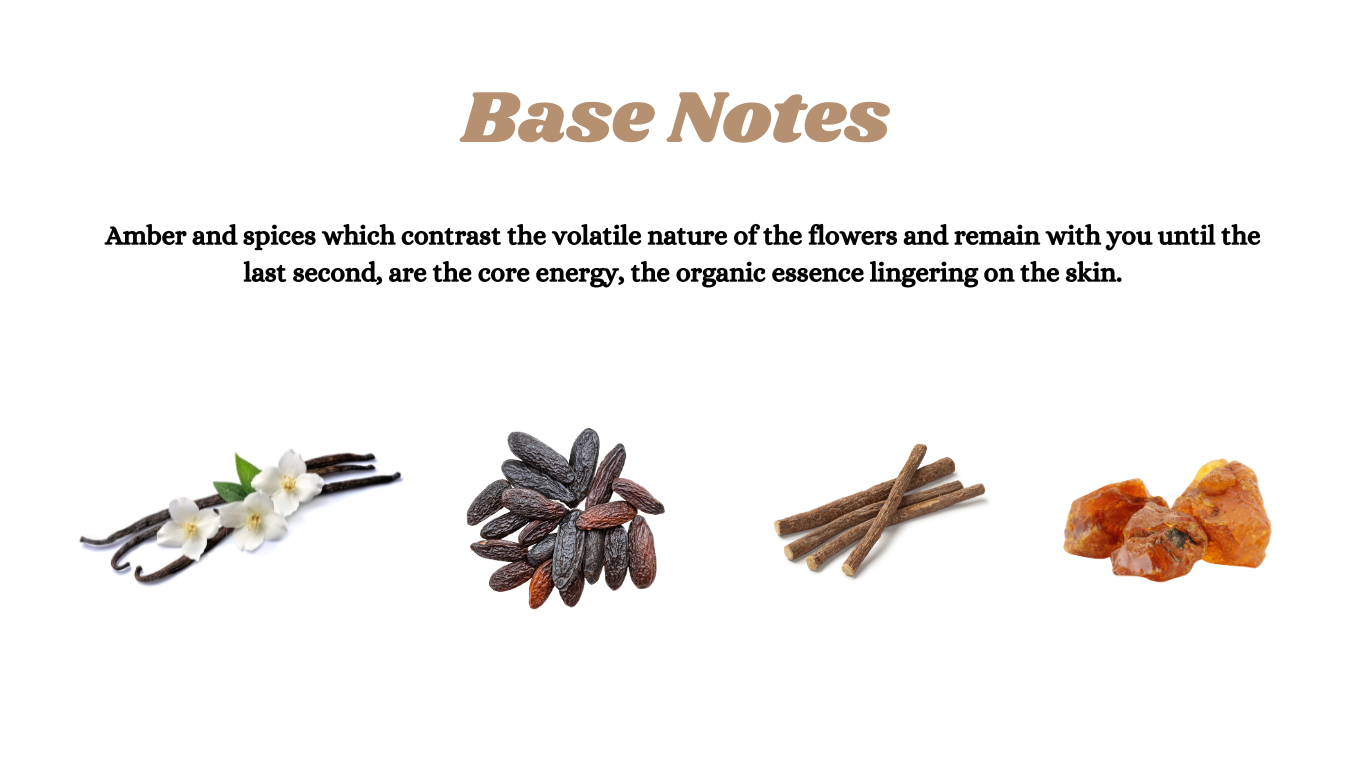 Base Notes
Amber and spices which contrast the volatile nature of the flowers and remain with you until the
last second, are the core energy, the organic essence lingering on the skin.